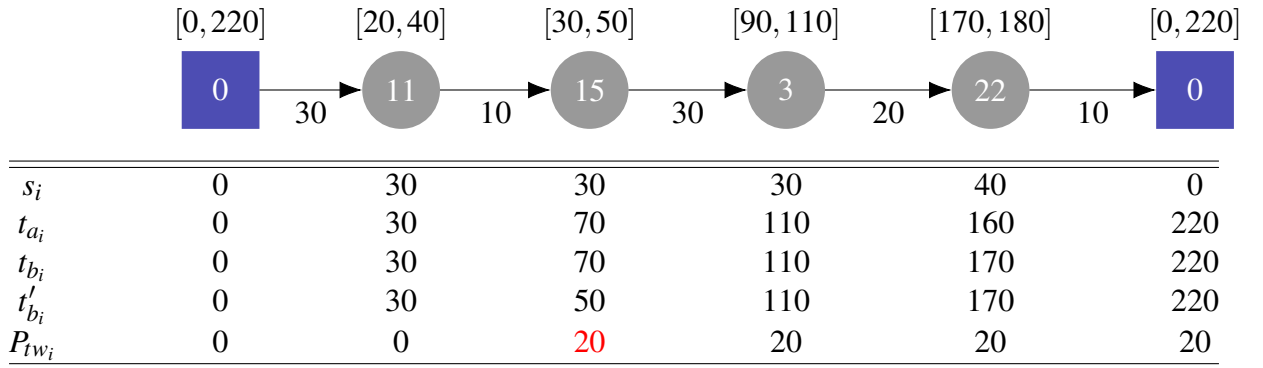 [0,220] [20,40] [30,50] [90,110] [170,180] [0,220]
0 11 15 3 22 0
30 10 30 20 10
s_i 0 30 30 30 40 0
t_{a_i} 0 30 70 110 160 220
t_{b_i} 0 30 70 110 170 220
t'_{b_i} 0 30 50 110 170 220
P_{tw_i} 0 0 20 20 20 20